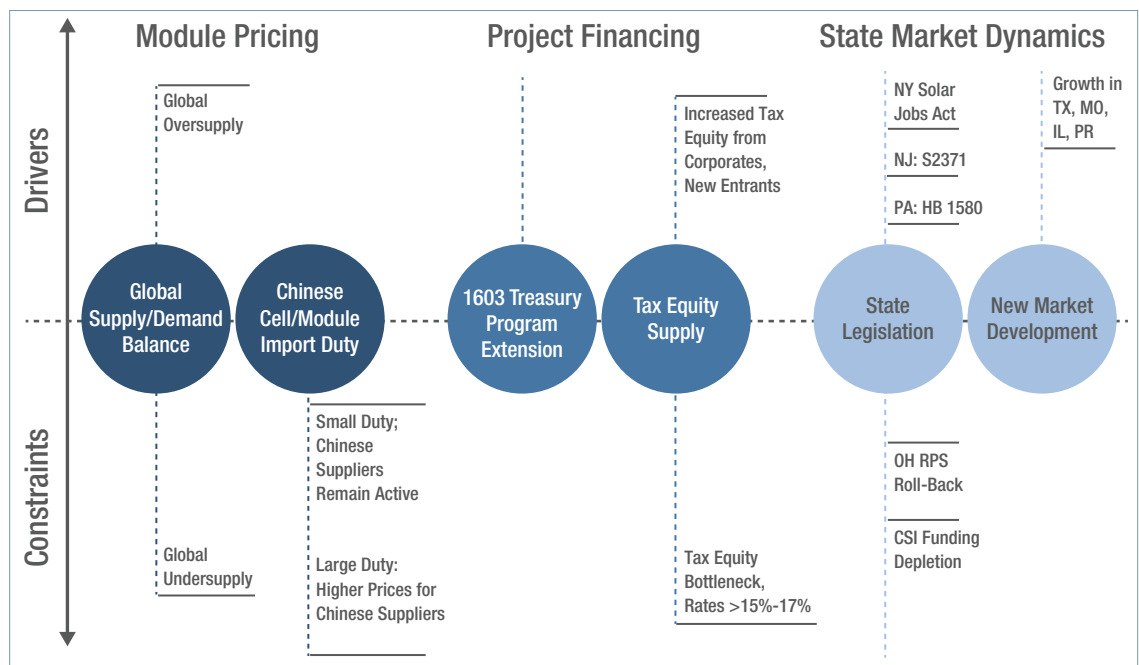 Module Pricing
Project Financing
State Market Dynamics
Drivers
Constraints
Global
Oversupply
Increased Tax
Equity from
Corporates,
New Entrants
NY Solar
Jobs Act
NJ: S2371
PA: HB 1580
Growth in
TX, MO,
IL, PR
Global
Supply/Demand
Balance
Chinese
Cell/Module
Import Duty
1603 Treasury
Program
Extension
Tax Equity
Supply
State
Legislation
New Market
Development
Small Duty;
Chinese
Suppliers
Remain Active
Global
Undersupply
Large Duty:
Higher Prices for
Chinese Suppliers
Tax Equity
Bottleneck,
Rates >15%-17%
OH RPS
Roll-Back
CSI Funding
Depletion